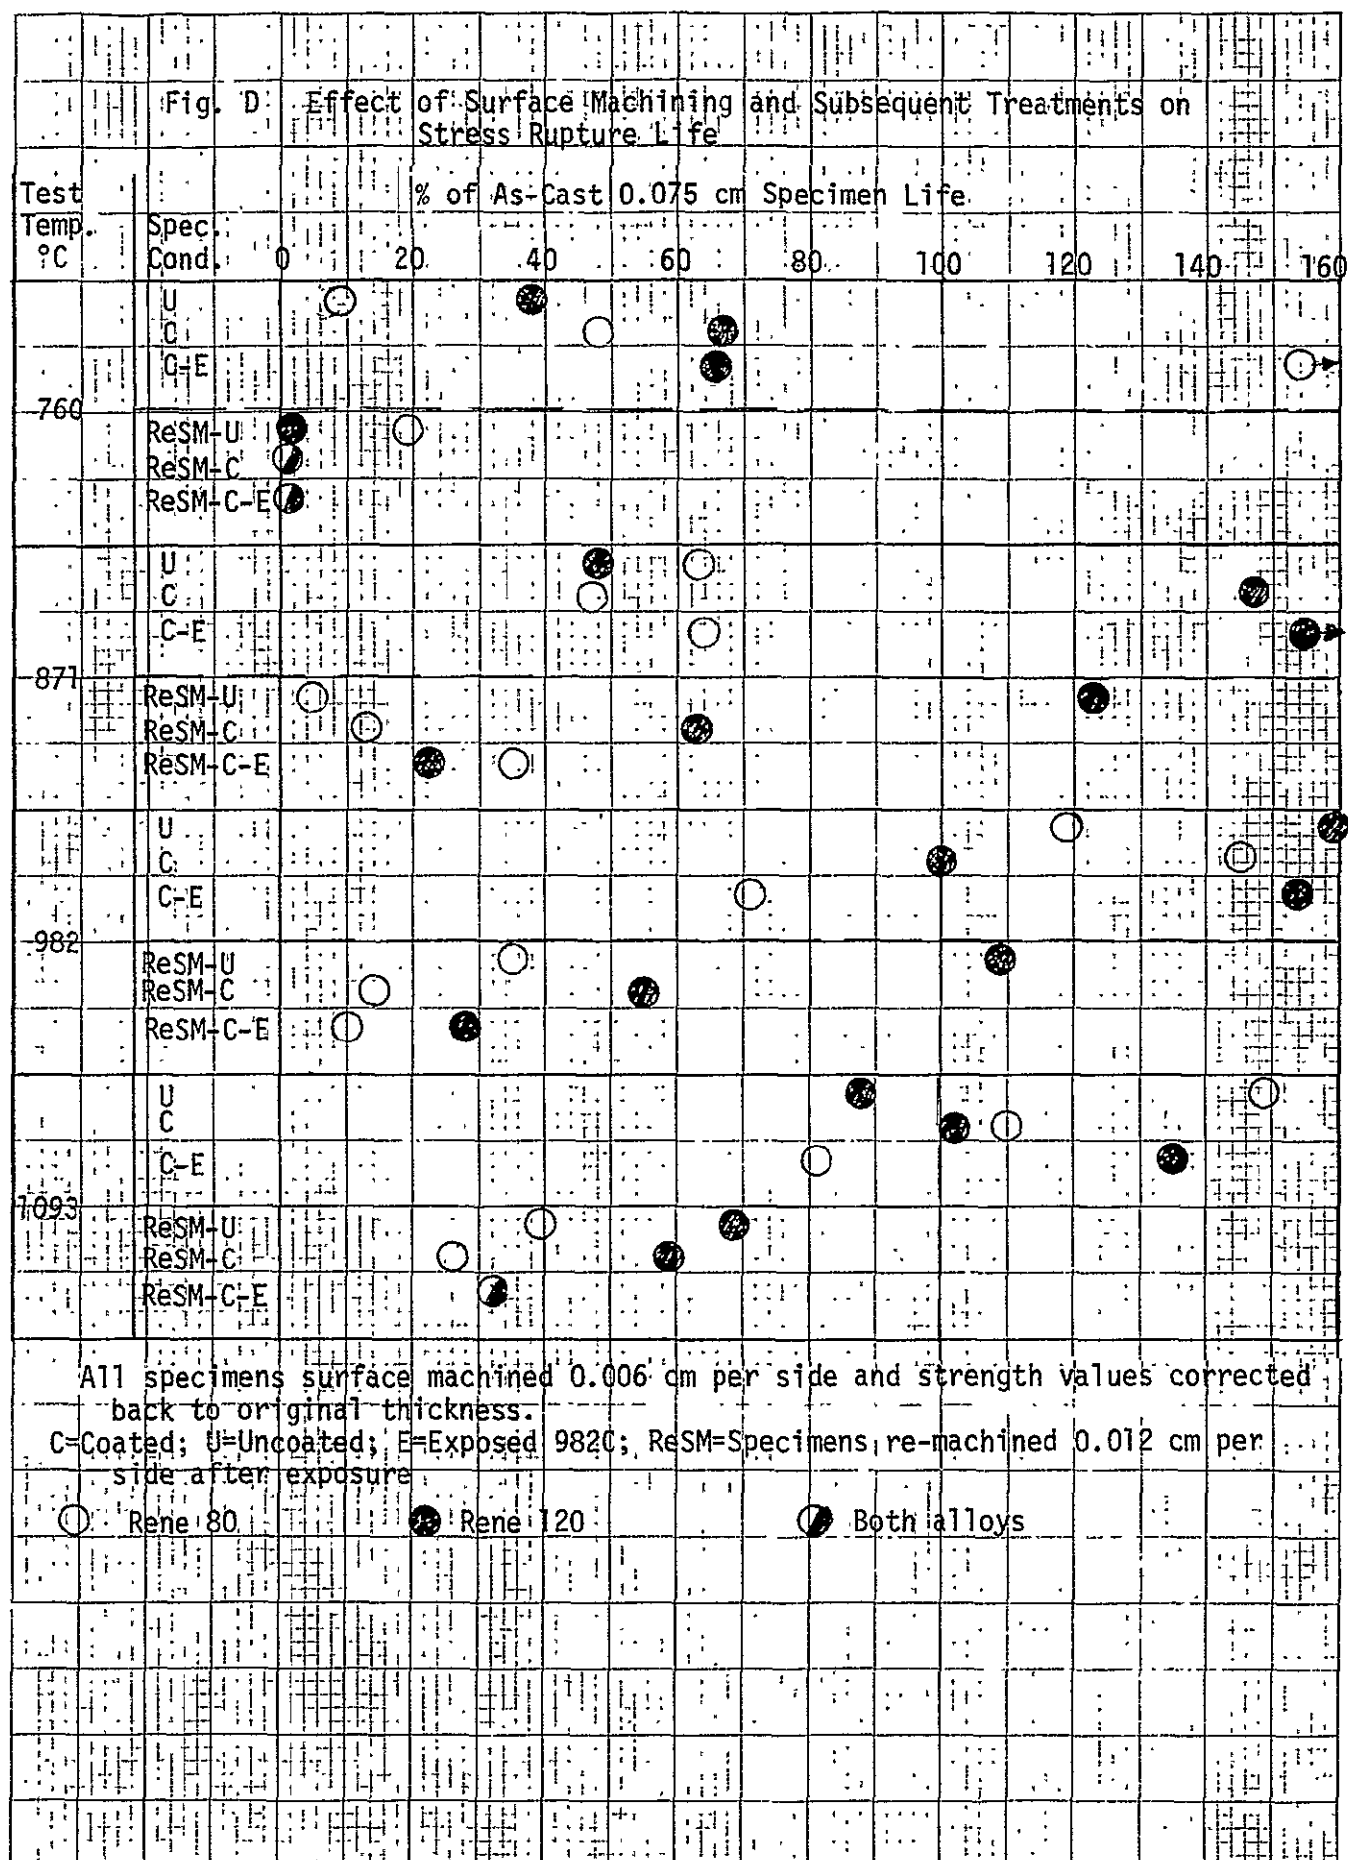 Fig. D Effect of Surface Machining and Subsequent Treatments on
Stress Rupture Life
Test % of As-Cast 0.075 cm Specimen Life
Temp. Spec.
°C Cond. 0 20 40 60 80 100 120 140 160
U
C
C-E
760
ReSM-U
ReSM-C
ReSM-C-E
U
C
C-E
871
ReSM-U
ReSM-C
ReSM-C-E
U
C
C-E
982
ReSM-U
ReSM-C
ReSM-C-E
U
C
C-E
1093
ReSM-U
ReSM-C
ReSM-C-E
All specimens surface machined 0.006 cm per side and strength values corrected
back to original thickness.
C=Coated; U=Uncoated; E=Exposed 982C; ReSM=Specimens re-machined 0.012 cm per
side after exposure
Rene 80 Rene 120 Both alloys